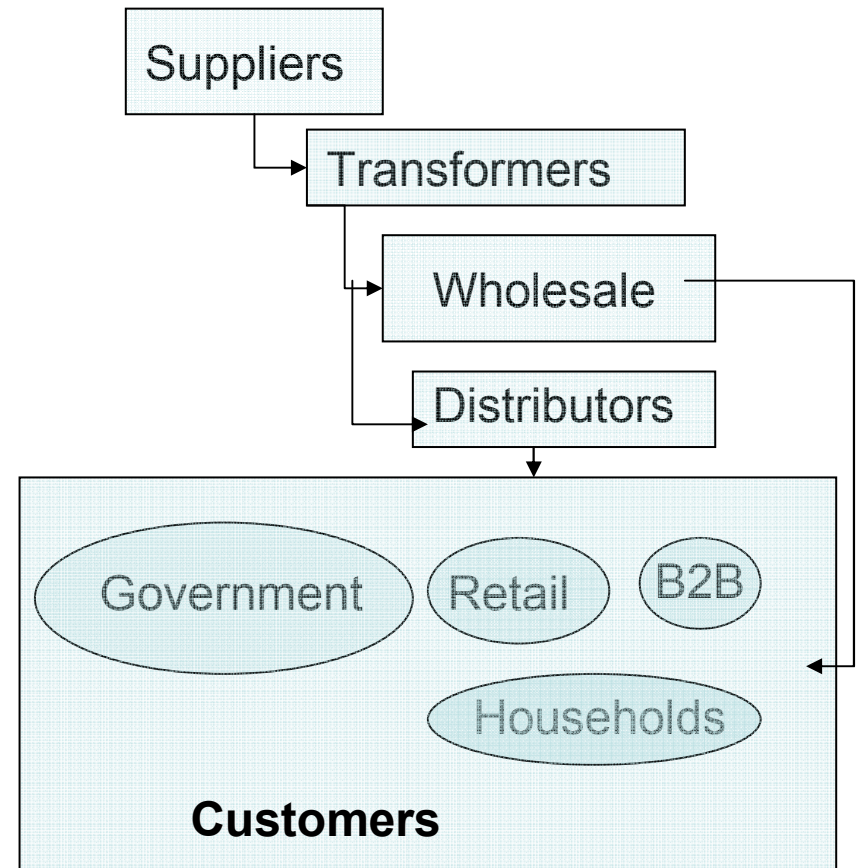 Suppliers
Transformers
Wholesale
Distributors
Government
Retail
B2B
Households
Customers